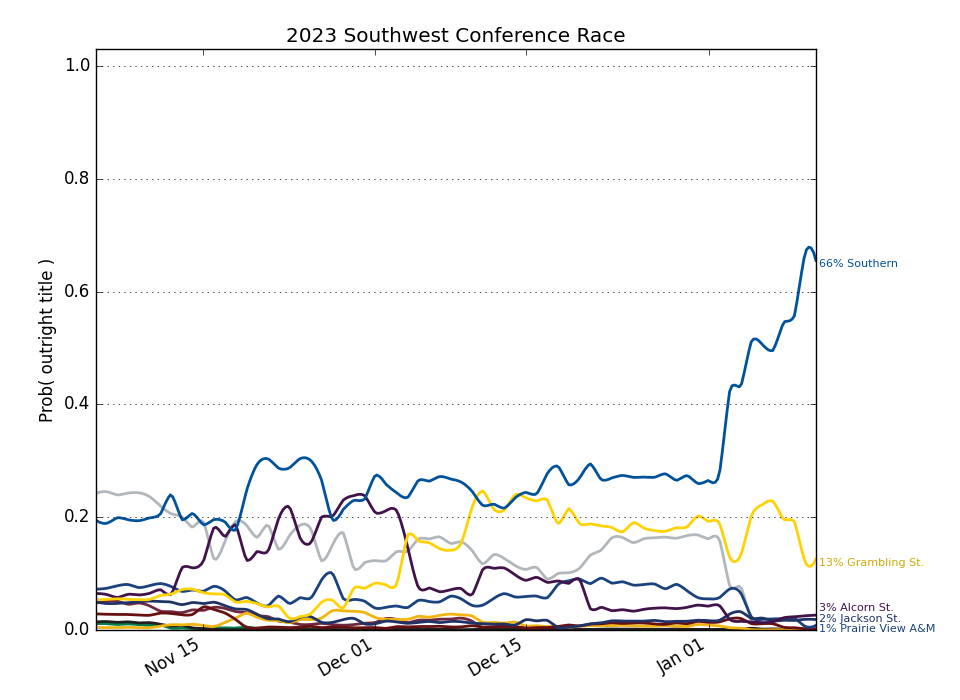 2023 Southwest Conference Race
Prob( outright title )
1.0
0.8
0.6
0.4
0.2
0.0
Nov 15
Dec 01
Dec 15
Jan 01
66% Southern
13% Grambling St.
3% Alcorn St.
2% Jackson St.
1% Prairie View A&M